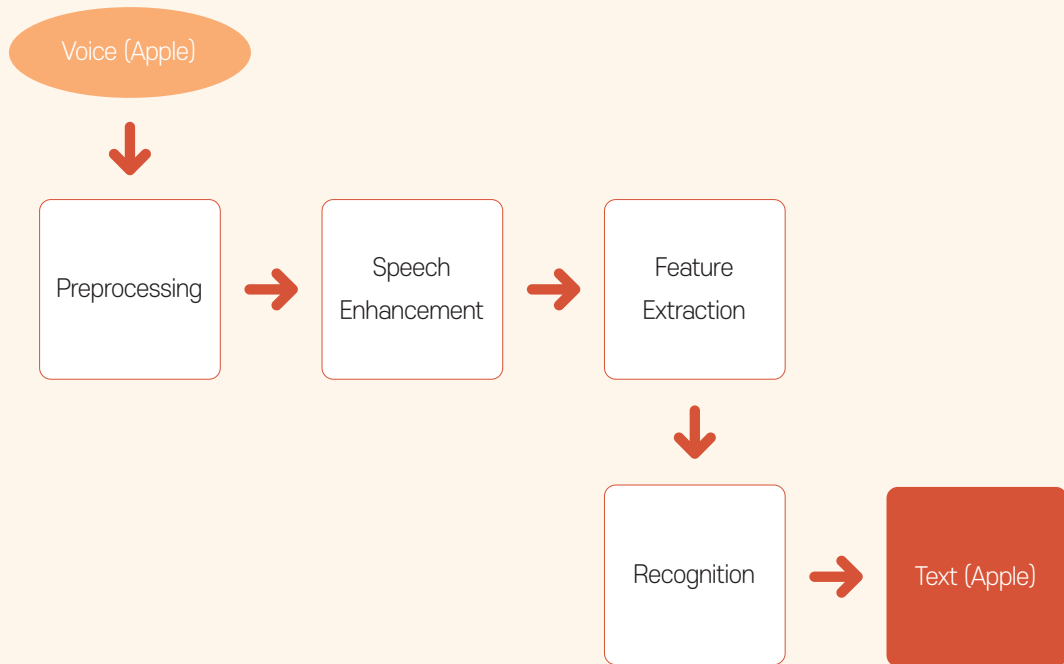 Voice (Apple)
Preprocessing
Speech
Enhancement
Feature
Extraction
Recognition
Text (Apple)